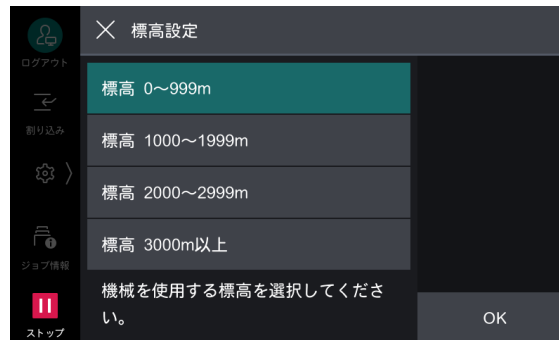 標高設定
ログアウト
割り込み
ジョブ情報
ストップ
標高 0～999m
標高 1000～1999m
標高 2000～2999m
標高 3000m以上
機械を使用する標高を選択してくださ
い。
OK